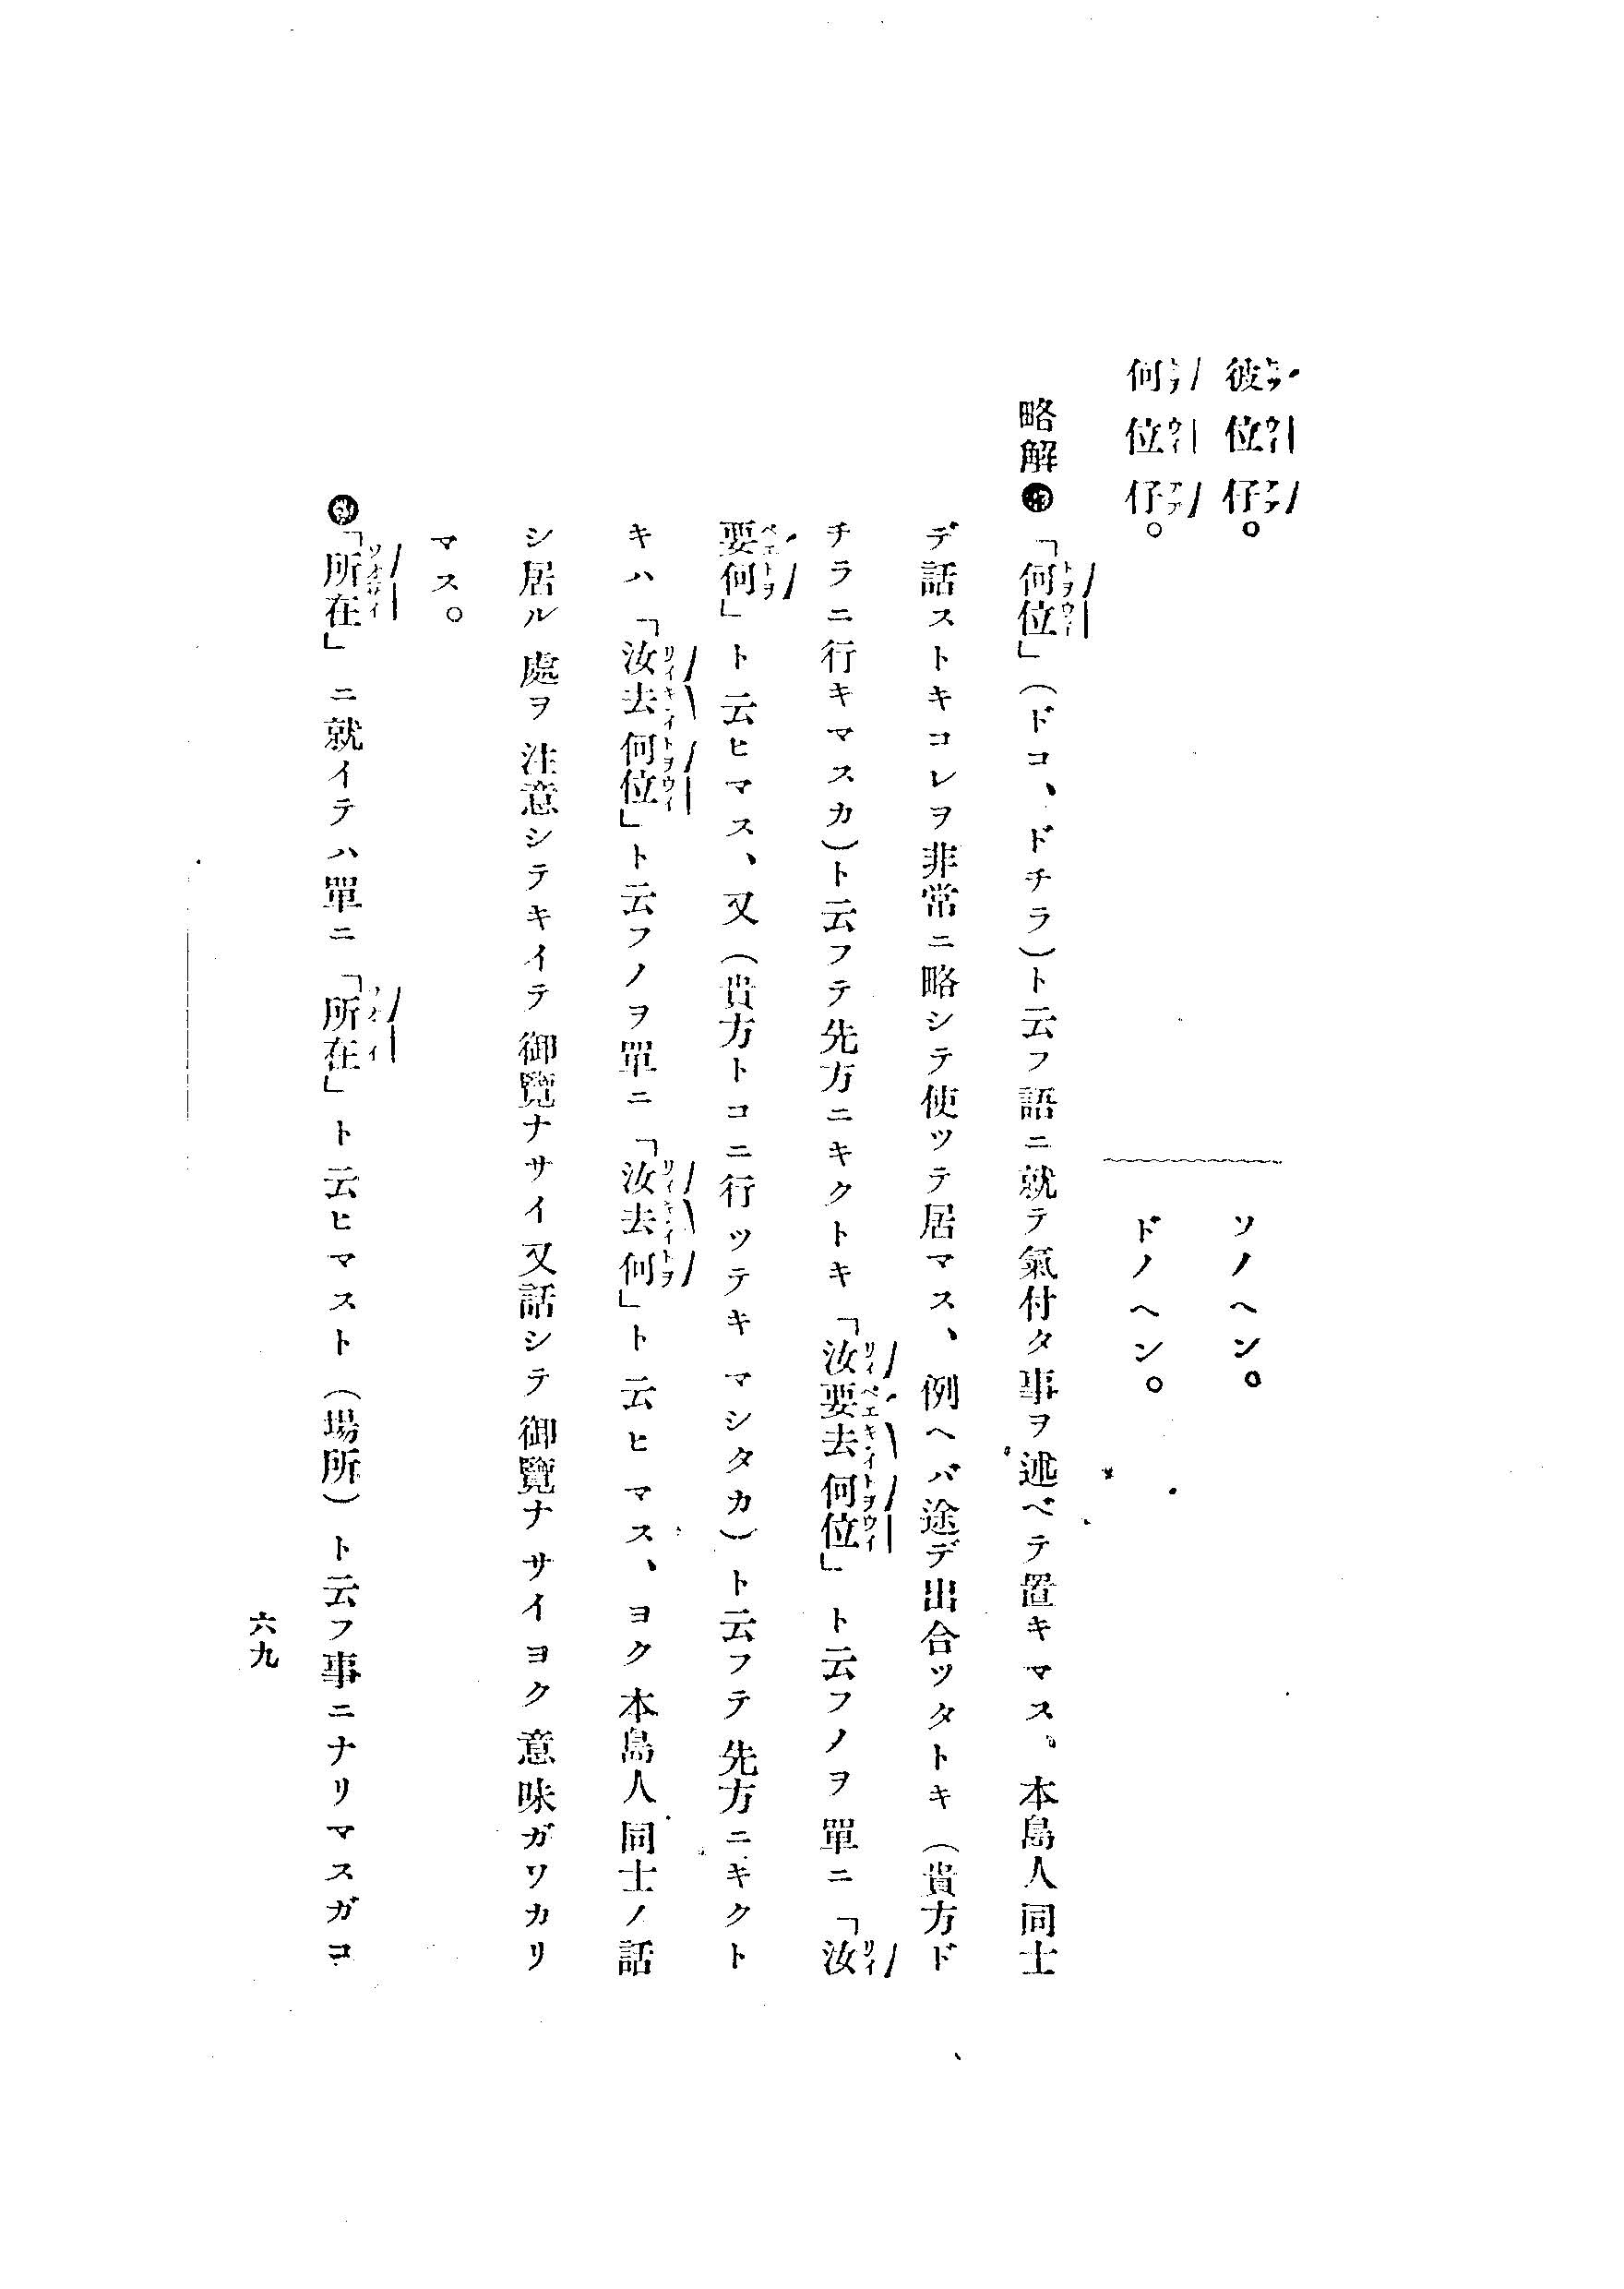 彼位仔。 ソノヘン。
何位仔。 ドノヘン。
略解 「何位」(ドコ、ドチラ)ト云フ語ニ就テ氣付タ事ヲ述ベテ置キマス。本島人同士
デ話ストキコレヲ非常ニ略シテ使ツテ居マス、例ヘバ途デ出合ツタトキ(貴方ド
チラニ行キマスカ)ト云フテ先方ニキクトキ「汝要去何位」ト云フノヲ單ニ「汝
要何」ト云ヒマス、又(貴方トコニ行ツテキマシタカ)ト云フテ先方ニキクト
キハ「汝去何位」ト云フノヲ單ニ「汝去何」ト云ヒマス、ヨク本島人同士ノ話
シ居ル處ヲ注意シテキイテ御覽ナサイ又話シテ御覽ナサイヨク意味ガワカリ
マス。
「所在」ニ就イテハ單ニ「所在」ト云ヒマスト(場所)ト云フ事ニナリマスガコ
六九